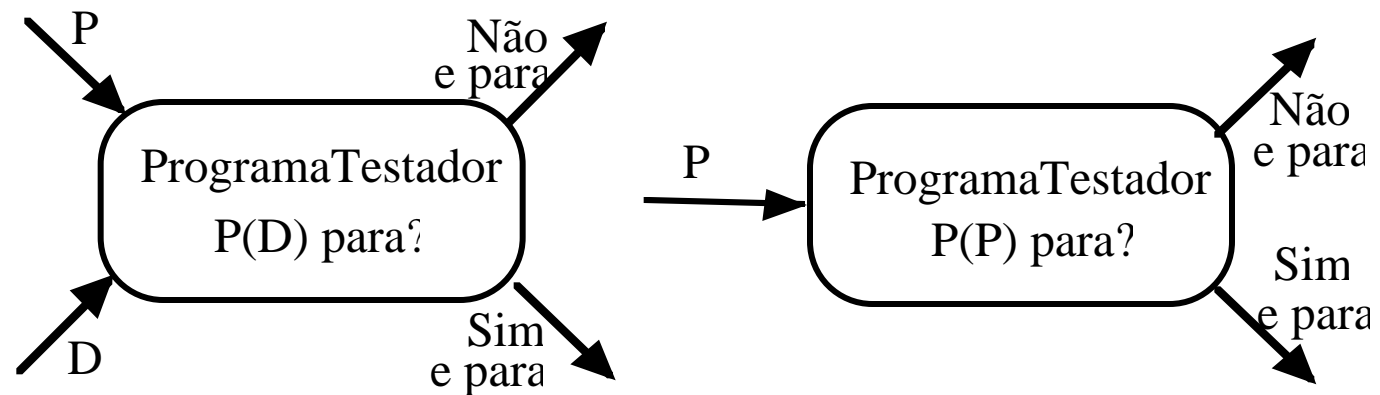 P
Não
e para
ProgramaTestador
P(D) para?
D
Sim
e para
P
ProgramaTestador
P(P) para?
Não
e para
Sim
e para